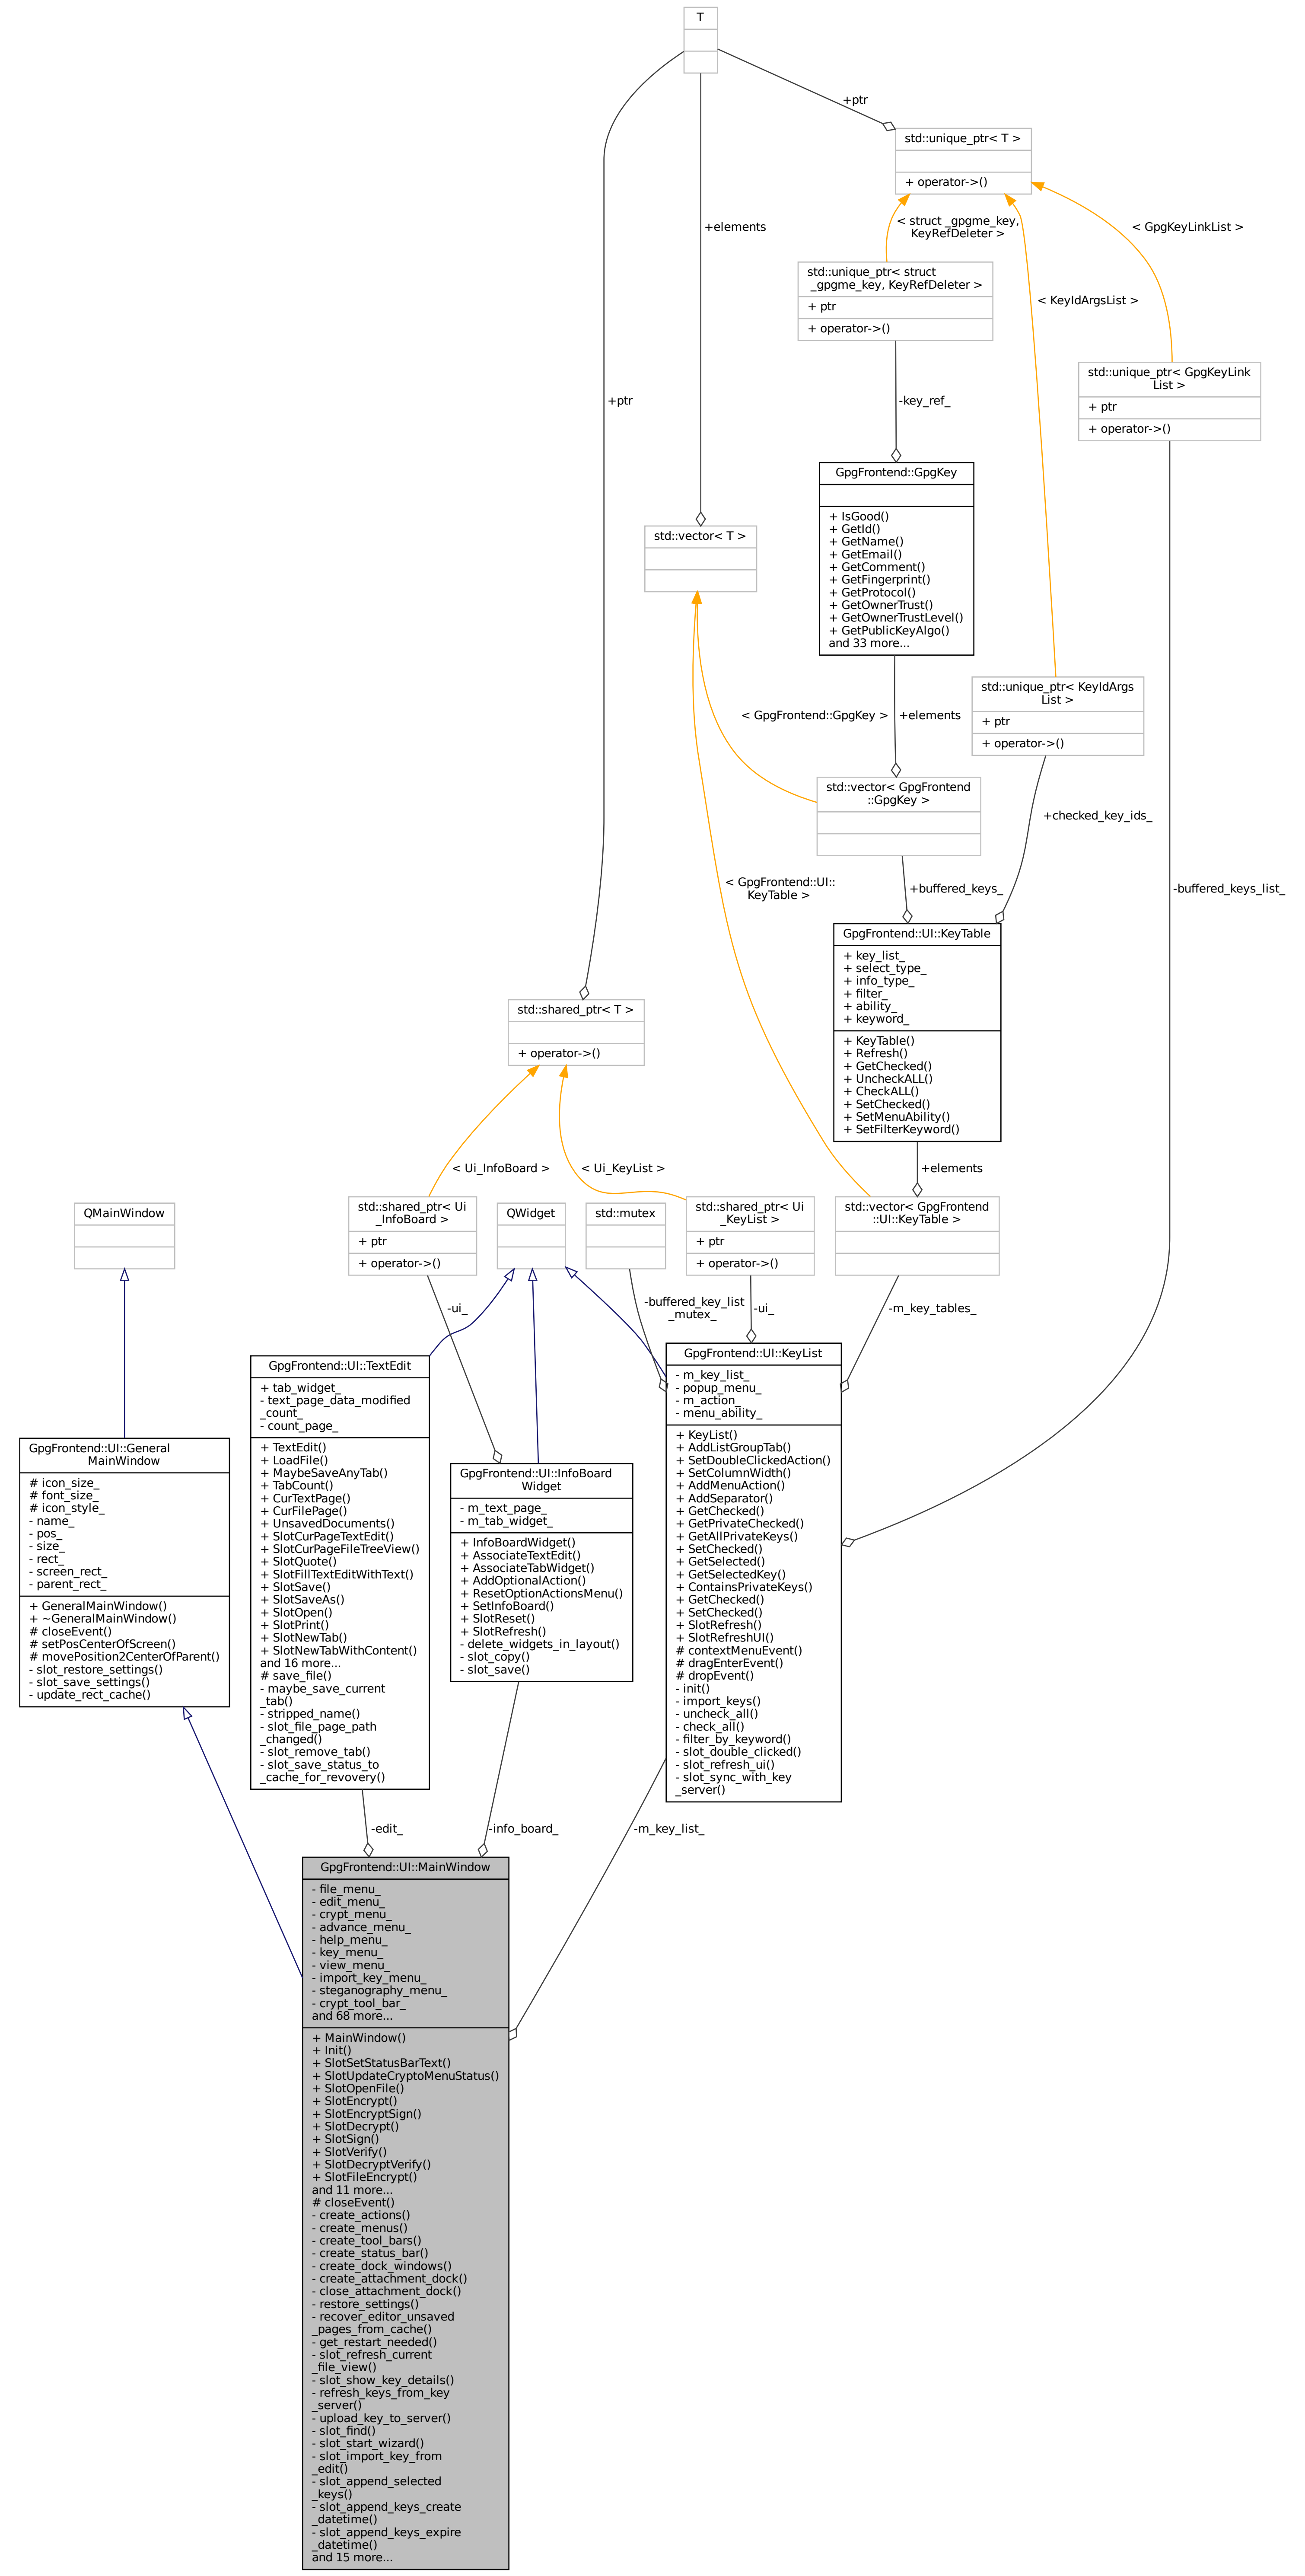 T
+ptr
std::unique_ptr< T >
+ operator->()
+elements
< struct _gpgme_key,
KeyRefDeleter >
< GpgKeyLinkList >
std::unique_ptr< struct
_gpgme_key, KeyRefDeleter >
+ ptr
+ operator->()
< KeyIdArgsList >
std::unique_ptr< GpgKeyLink
List >
+ ptr
+ operator->()
+ptr
-key_ref_
GpgFrontend::GpgKey
+ IsGood()
+ GetId()
+ GetName()
+ GetEmail()
+ GetComment()
+ GetFingerprint()
+ GetProtocol()
+ GetOwnerTrust()
+ GetOwnerTrustLevel()
+ GetPublicKeyAlgo()
and 33 more...
std::vector< T >
std::unique_ptr< KeyIdArgs
List >
+ ptr
+ operator->()
< GpgFrontend::GpgKey >
+elements
std::vector< GpgFrontend
::GpgKey >
+checked_key_ids_
< GpgFrontend::UI::
KeyTable >
+buffered_keys_
-buffered_keys_list_
GpgFrontend::UI::KeyTable
+ key_list_
+ select_type_
+ info_type_
+ filter_
+ ability_
+ keyword_
+ KeyTable()
+ Refresh()
+ GetChecked()
+ UncheckALL()
+ CheckALL()
+ SetChecked()
+ SetMenuAbility()
+ SetFilterKeyword()
std::shared_ptr< T >
+ operator->()
< Ui_InfoBoard >
< Ui_KeyList >
+elements
QMainWindow
std::shared_ptr< Ui
_InfoBoard >
+ ptr
+ operator->()
QWidget
std::mutex
std::shared_ptr< Ui
_KeyList >
+ ptr
+ operator->()
std::vector< GpgFrontend
::UI::KeyTable >
-ui_
-buffered_key_list
_mutex_
-ui_
-m_key_tables_
GpgFrontend::UI::General
MainWindow
# icon_size_
# font_size_
# icon_style_
- name_
- pos_
- size_
- rect_
- screen_rect_
- parent_rect_
+ GeneralMainWindow()
+ ~GeneralMainWindow()
# closeEvent()
# setPosCenterOfScreen()
# movePosition2CenterOfParent()
- slot_restore_settings()
- slot_save_settings()
- update_rect_cache()
GpgFrontend::UI::TextEdit
+ tab_widget_
- text_page_data_modified
_count_
- count_page_
+ TextEdit()
+ LoadFile()
+ MaybeSaveAnyTab()
+ TabCount()
+ CurTextPage()
+ CurFilePage()
+ UnsavedDocuments()
+ SlotCurPageTextEdit()
+ SlotCurPageFileTreeView()
+ SlotQuote()
+ SlotFillTextEditWithText()
+ SlotSave()
+ SlotSaveAs()
+ SlotOpen()
+ SlotPrint()
+ SlotNewTab()
+ SlotNewTabWithContent()
and 16 more...
# save_file()
- maybe_save_current
_tab()
- stripped_name()
- slot_file_page_path
_changed()
- slot_remove_tab()
- slot_save_status_to
_cache_for_revovery()
GpgFrontend::UI::InfoBoard
Widget
- m_text_page_
- m_tab_widget_
+ InfoBoardWidget()
+ AssociateTextEdit()
+ AssociateTabWidget()
+ AddOptionalAction()
+ ResetOptionActionsMenu()
+ SetInfoBoard()
+ SlotReset()
+ SlotRefresh()
- delete_widgets_in_layout()
- slot_copy()
- slot_save()
GpgFrontend::UI::KeyList
- m_key_list_
- popup_menu_
- m_action_
- menu_ability_
+ KeyList()
+ AddListGroupTab()
+ SetDoubleClickedAction()
+ SetColumnWidth()
+ AddMenuAction()
+ AddSeparator()
+ GetChecked()
+ GetPrivateChecked()
+ GetAllPrivateKeys()
+ SetChecked()
+ GetSelected()
+ GetSelectedKey()
+ ContainsPrivateKeys()
+ GetChecked()
+ SetChecked()
+ SlotRefresh()
+ SlotRefreshUI()
# contextMenuEvent()
# dragEnterEvent()
# dropEvent()
- init()
- import_keys()
- uncheck_all()
- check_all()
- filter_by_keyword()
- slot_double_clicked()
- slot_refresh_ui()
- slot_sync_with_key
_server()
-edit_
-info_board_
-m_key_list_
GpgFrontend::UI::MainWindow
- file_menu_
- edit_menu_
- crypt_menu_
- advance_menu_
- help_menu_
- key_menu_
- view_menu_
- import_key_menu_
- steganography_menu_
- crypt_tool_bar_
and 68 more...
+ MainWindow()
+ Init()
+ SlotSetStatusBarText()
+ SlotUpdateCryptoMenuStatus()
+ SlotOpenFile()
+ SlotEncrypt()
+ SlotEncryptSign()
+ SlotDecrypt()
+ SlotSign()
+ SlotVerify()
+ SlotDecryptVerify()
+ SlotFileEncrypt()
and 11 more...
# closeEvent()
- create_actions()
- create_menus()
- create_tool_bars()
- create_status_bar()
- create_dock_windows()
- create_attachment_dock()
- close_attachment_dock()
- restore_settings()
- recover_editor_unsaved
_pages_from_cache()
- get_restart_needed()
- slot_refresh_current
_file_view()
- slot_show_key_details()
- refresh_keys_from_key
_server()
- upload_key_to_server()
- slot_find()
- slot_start_wizard()
- slot_import_key_from
_edit()
- slot_append_selected
_keys()
- slot_append_keys_create
_datetime()
- slot_append_keys_expire
_datetime()
and 15 more...